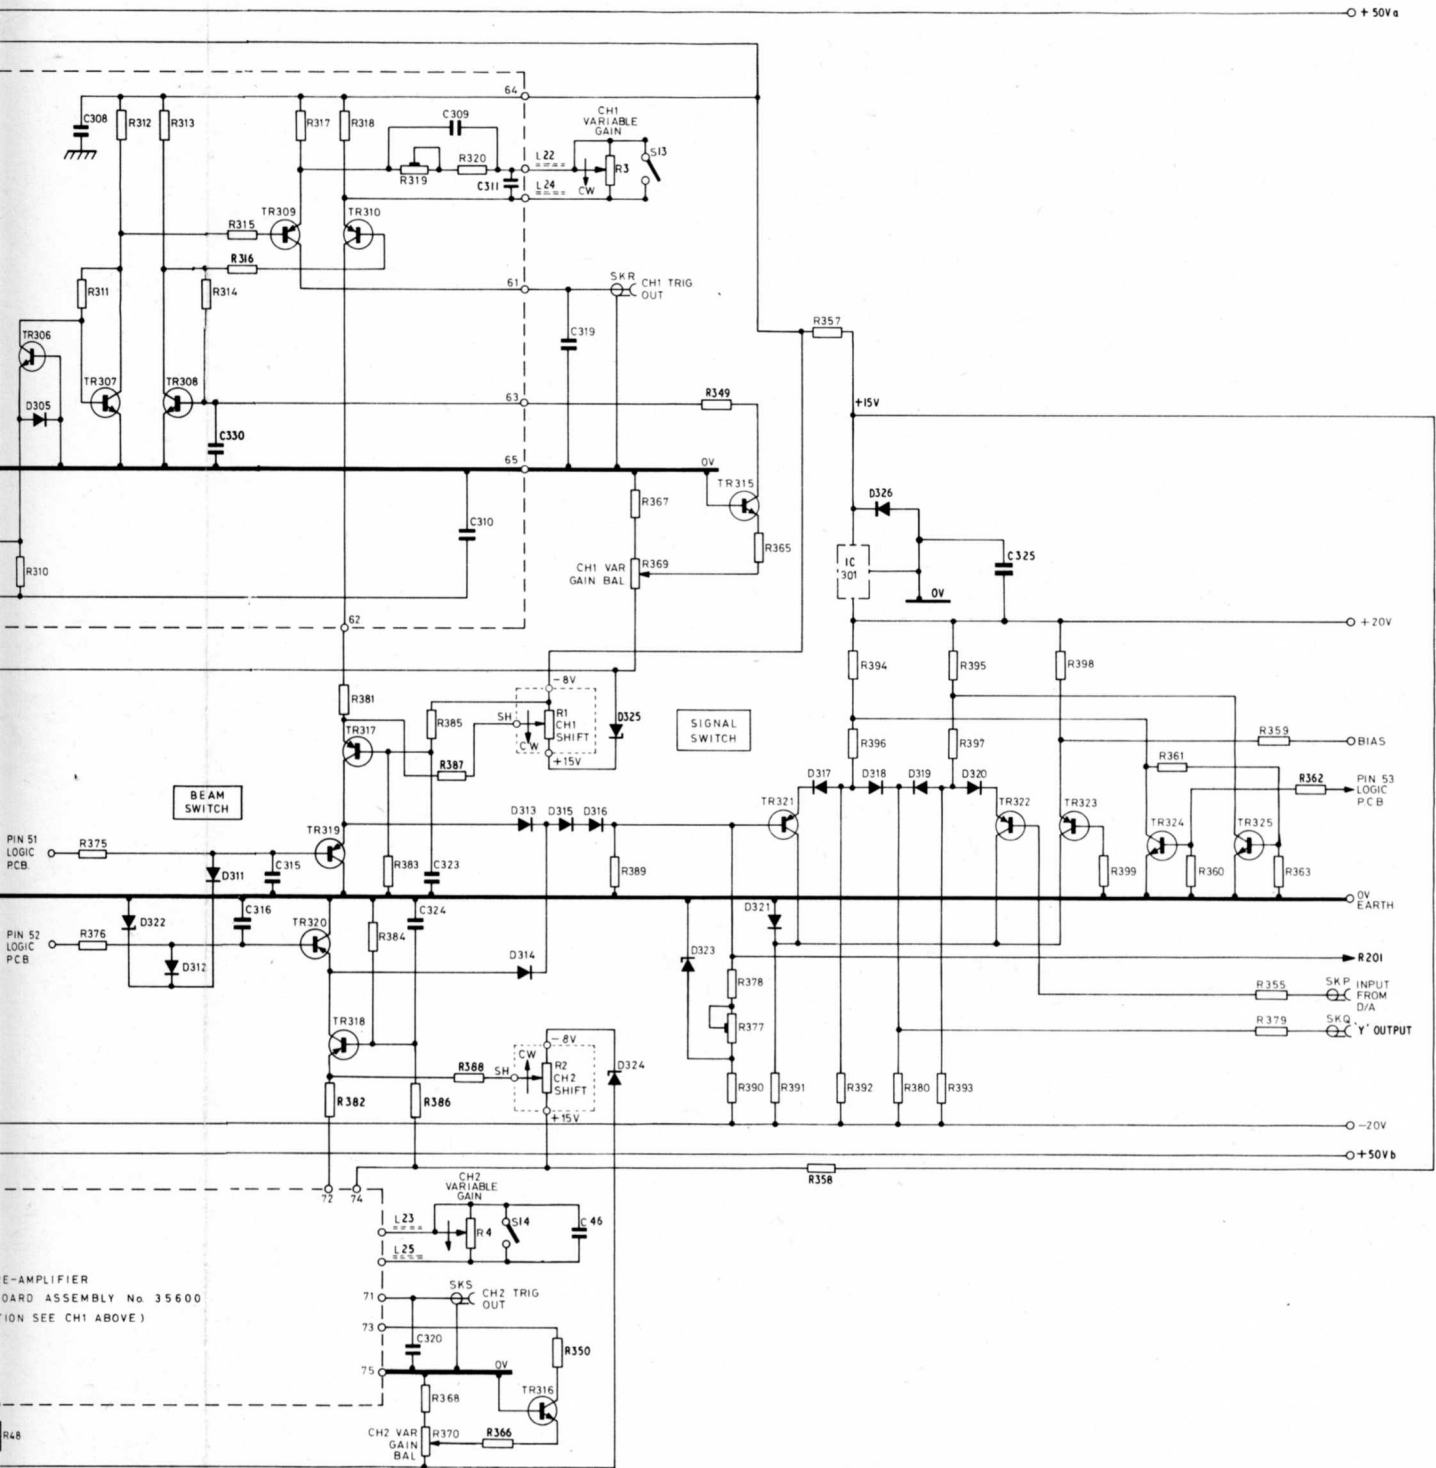 + 50Va
64
C308
R312
R313
R317
R318
C309
CH1
VARIABLE
GAIN
S13
R319
R320
C311
L22
L24
R3
CW
TR309
TR310
R315
R316
R311
R314
61
SKR
CH1 TRIG
OUT
C319
R357
TR306
TR307
TR308
D305
C330
63
R349
+15V
65
0V
TR315
R367
D326
C310
R365
R310
CH1 VAR
GAIN BAL
R369
IC
301
C325
0V
62
+20V
R381
R385
-8V
SH
R1
CH1
SHIFT
CW
+15V
D325
SIGNAL
SWITCH
R394
R395
R398
TR317
R387
R396
R397
R359
BIAS
R361
R362
PIN 53
LOGIC
P.C.B
BEAM
SWITCH
D317
D318
D319
D320
D313
D315
D316
TR321
TR322
TR323
TR324
TR325
PIN 51
LOGIC
P.C.B.
R375
TR319
D311
C315
R383
C323
R389
R399
R360
R363
0V
EARTH
D322
C316
TR320
C324
R384
D321
PIN 52
LOGIC
PCB
R376
D312
D314
D323
R201
R378
R355
SKP
INPUT
FROM
D/A
R377
R379
SKQ
'Y' OUTPUT
TR318
-8V
CW
R388
SH
R2
CH2
SHIFT
D324
R382
R386
R390
R391
R392
R380
R393
+15V
-20V
+50Vb
R358
72
74
CH2
VARIABLE
GAIN
L23
R4
S14
C46
L25
E-AMPLIFIER
OARD ASSEMBLY No. 35600
TION SEE CH1 ABOVE)
71
SKS
CH2 TRIG
OUT
73
C320
R350
75
0V
R368
TR316
CH2 VAR
GAIN
BAL
R370
R366
R48